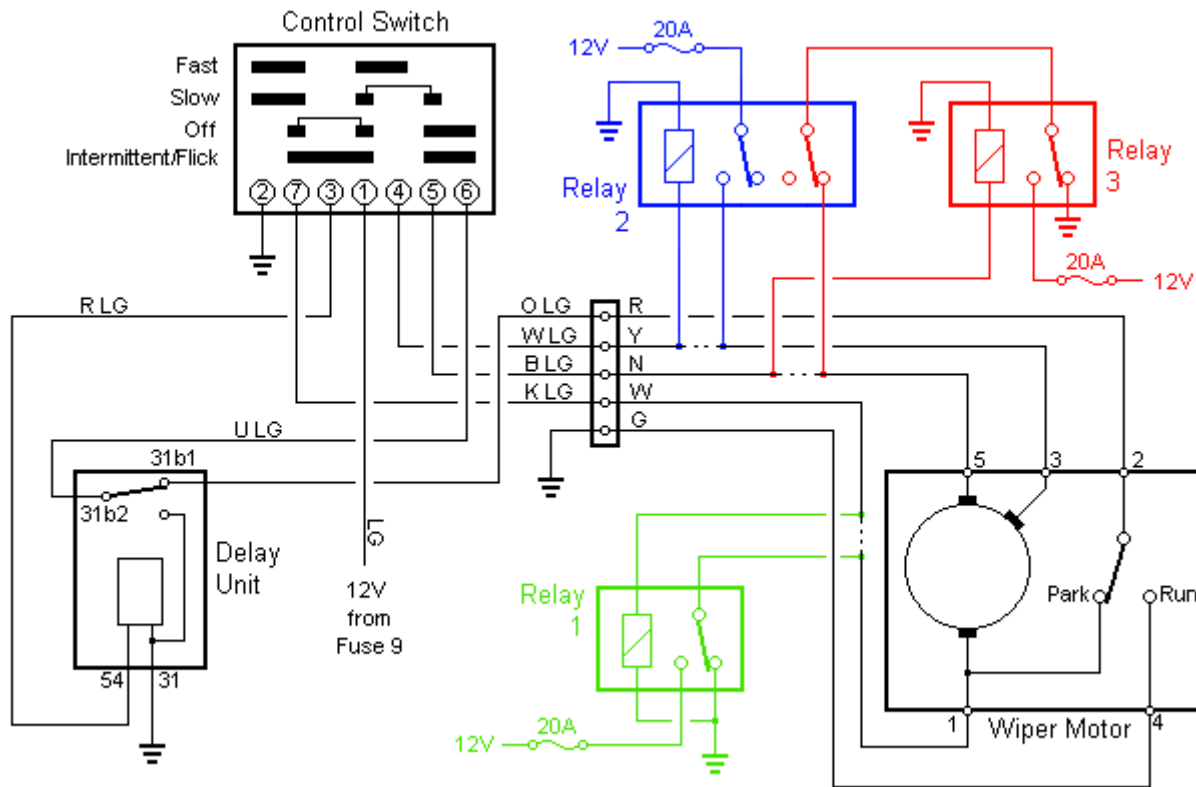 Control Switch
Fast
Slow
Off
Intermittent/Flick
2 7 3 1 4 5 6
20A
12V
Relay
2
Relay
3
20A
12V
R LG
O LG R
W LG Y
B LG N
K LG W
G
U LG
31b1
31b2
Delay
Unit
54 31
LG
12V
from
Fuse 9
Relay
1
20A
12V
5 3 2
Park Run
1 Wiper Motor 4